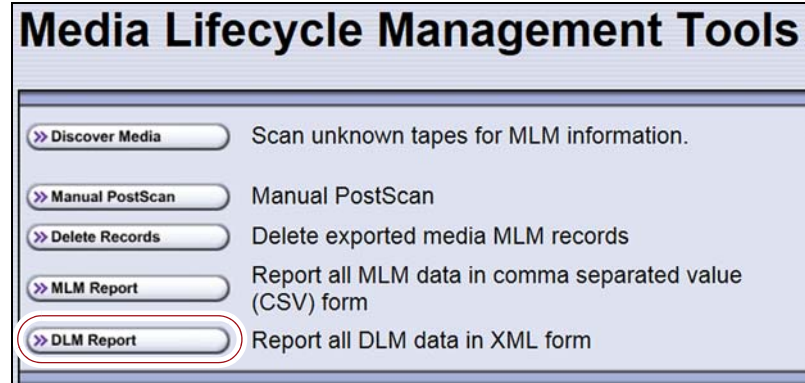 Media Lifecycle Management Tools
» Discover Media Scan unknown tapes for MLM information.
» Manual PostScan Manual PostScan
» Delete Records Delete exported media MLM records
» MLM Report Report all MLM data in comma separated value
(CSV) form
» DLM Report Report all DLM data in XML form